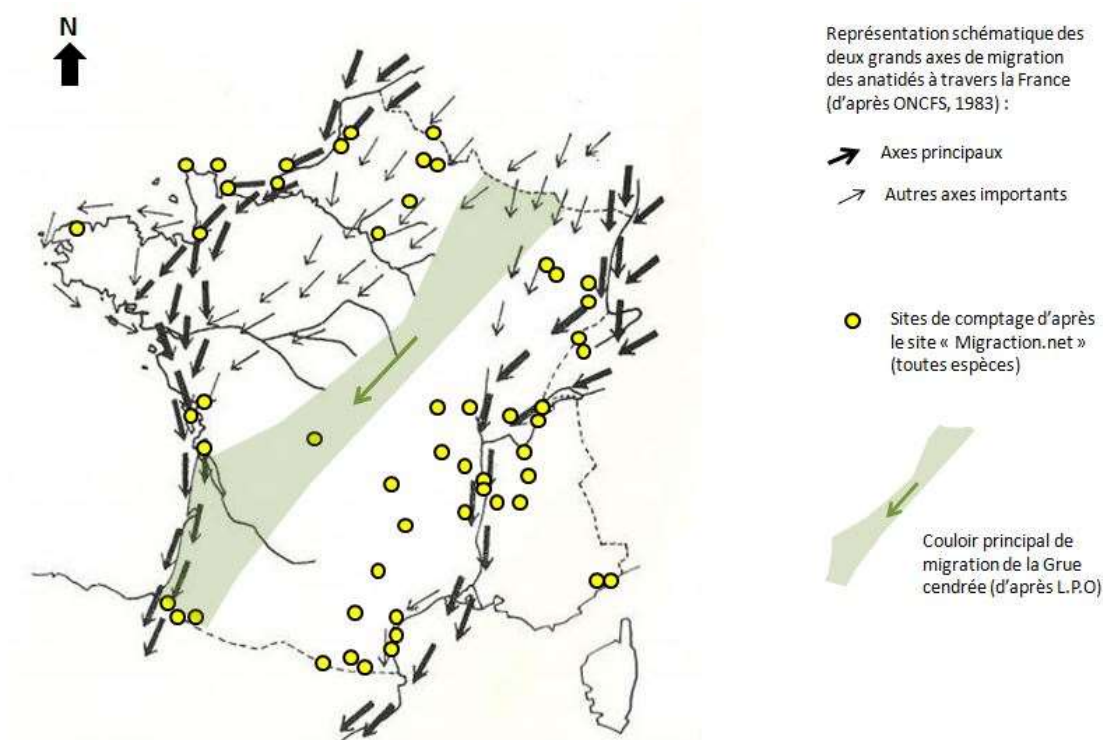 N
Représentation schématique des
deux grands axes de migration
des anatidés à travers la France
(d'après ONCFS, 1983) :
Axes principaux
Autres axes importants
Sites de comptage d'après
le site « Migraction.net »
(toutes espèces)
Couloir principal de
migration de la Grue
cendrée (d'après L.P.O)